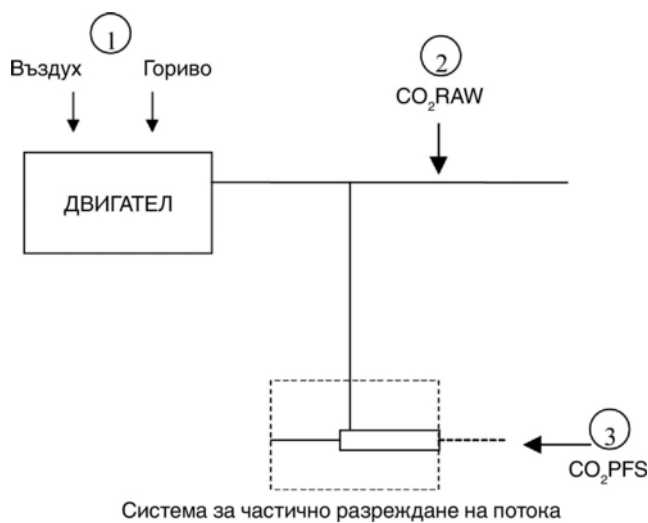 1
Въздух Гориво
2
CO₂RAW
ДВИГАТЕЛ
3
CO₂PFS
Система за частично разреждане на потока